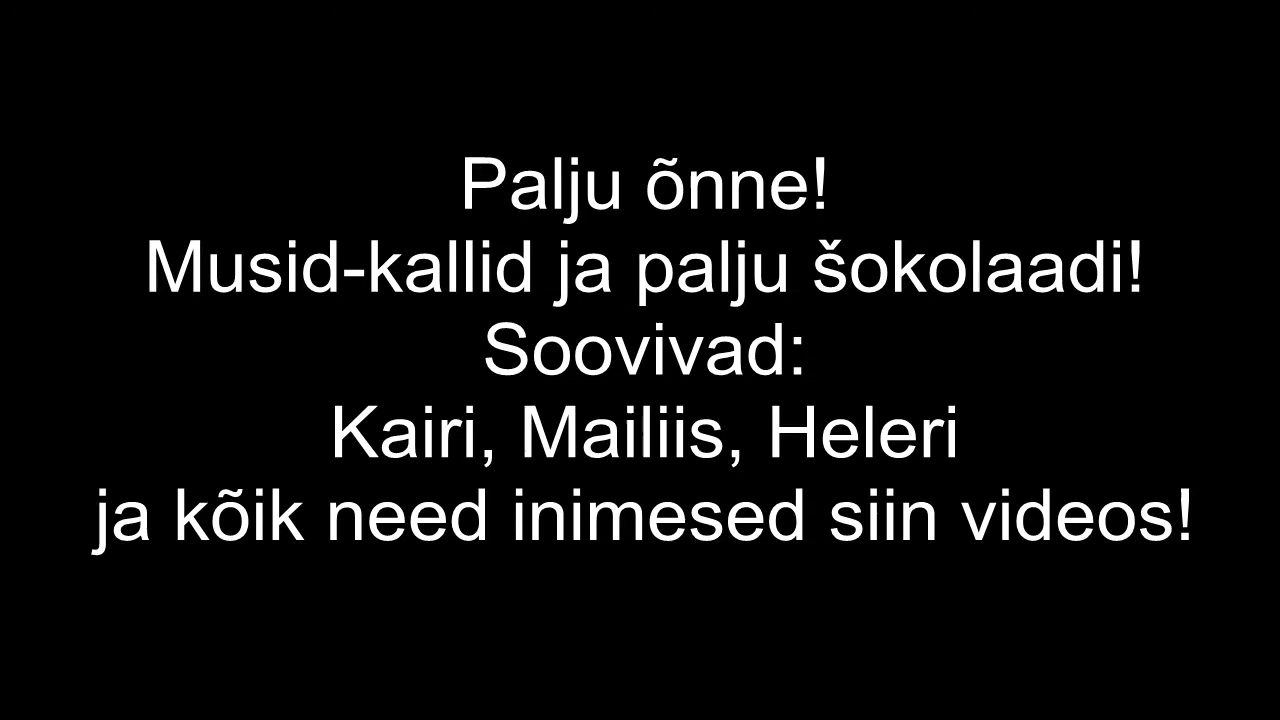 Palju õnne!
Musid-kallid ja palju šokolaadi!
Soovivad:
Kairi, Mailiis, Heleri
ja kõik need inimesed siin videos!